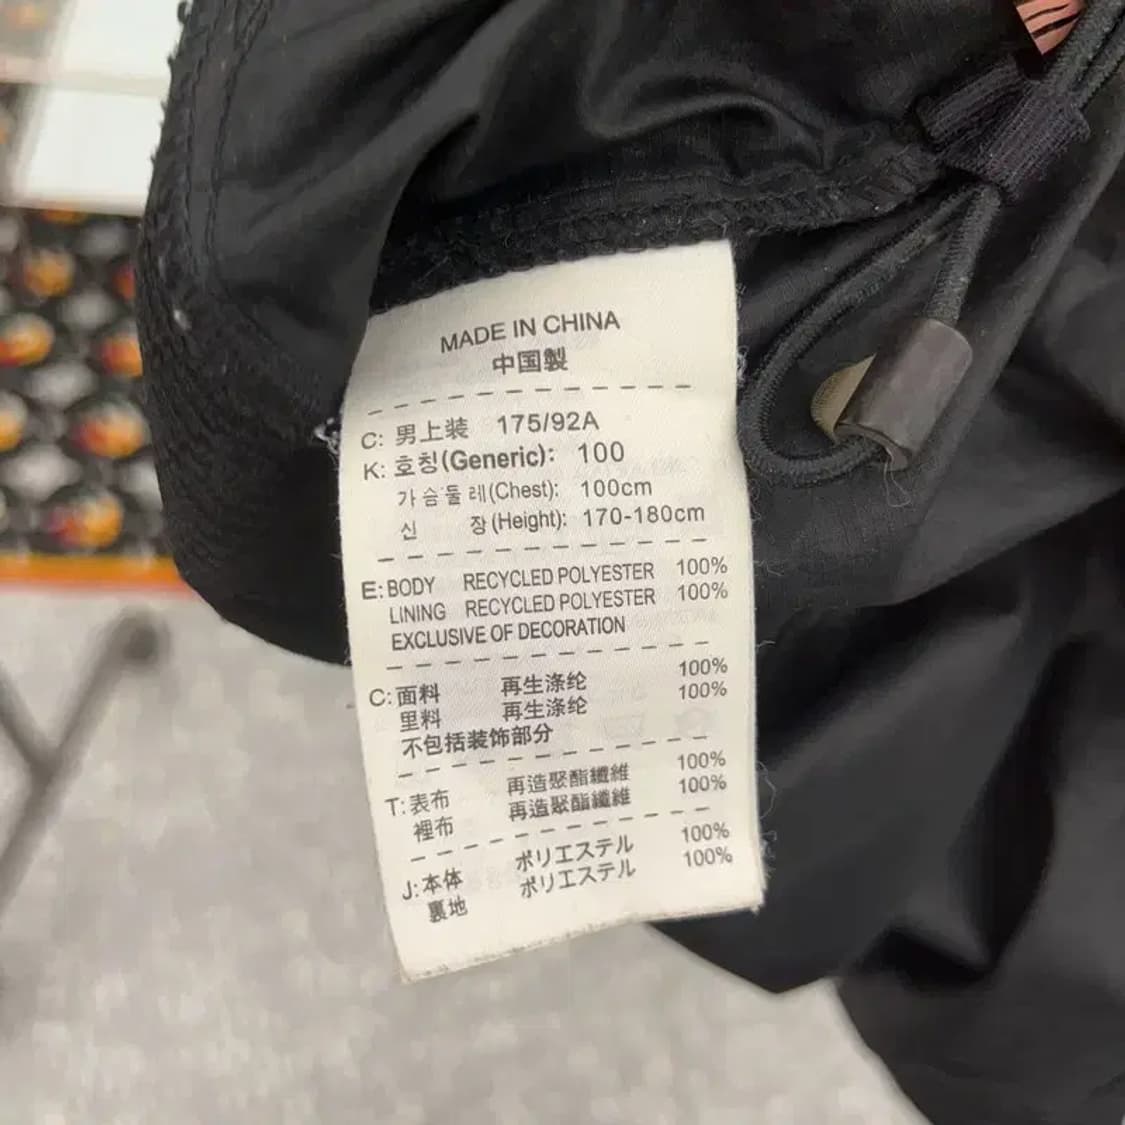 MADE IN CHINA
中国製
C: 男上装 175/92A
K: 호칭(Generic): 100
가슴둘레(Chest): 100cm
신 장(Height): 170-180cm
E: BODY RECYCLED POLYESTER 100%
LINING RECYCLED POLYESTER 100%
EXCLUSIVE OF DECORATION
C: 面料 再生涤纶 100%
里料 再生涤纶 100%
不包括装饰部分
T: 表布 再造聚酯纖維 100%
裡布 再造聚酯纖維 100%
J: 本体 ポリエステル 100%
裏地 ポリエステル 100%